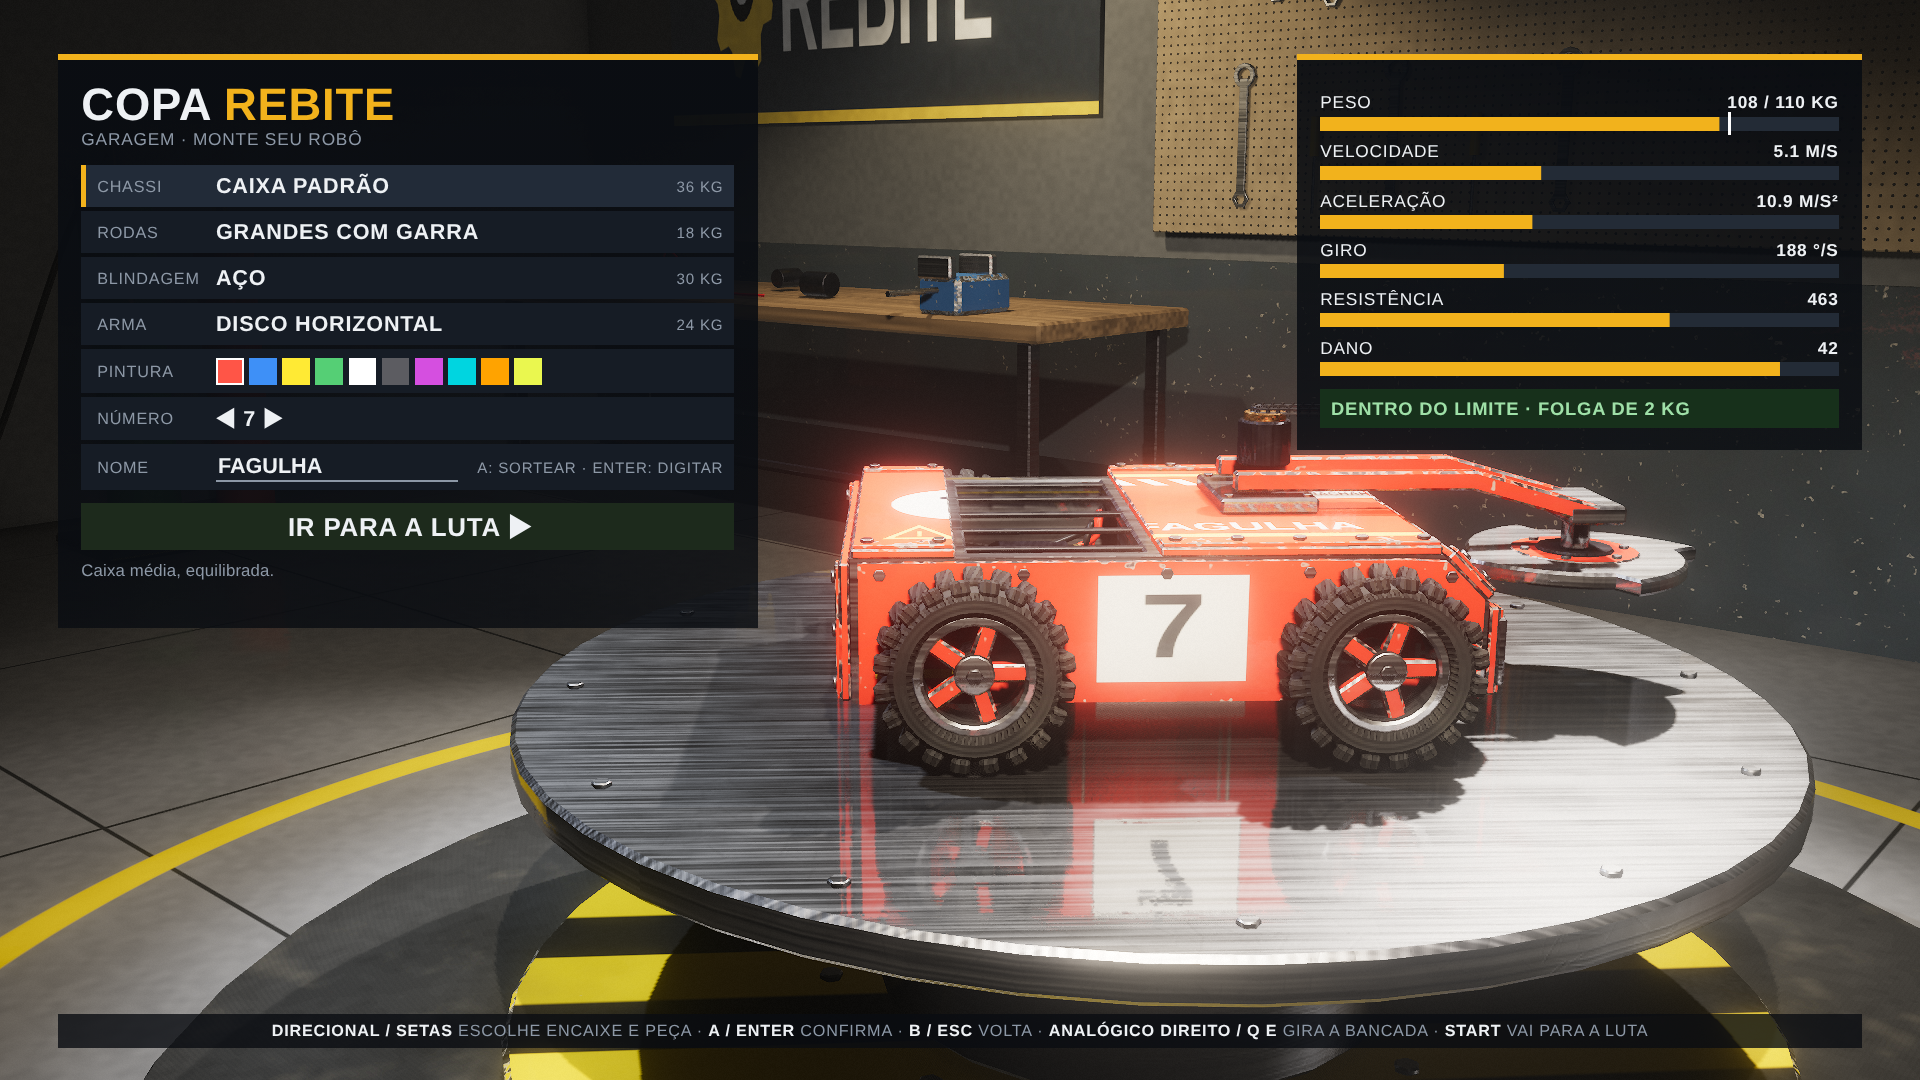 REBITE
COPA REBITE
GARAGEM · MONTE SEU ROBÔ
CHASSI CAIXA PADRÃO 36 KG
RODAS GRANDES COM GARRA 18 KG
BLINDAGEM AÇO 30 KG
ARMA DISCO HORIZONTAL 24 KG
PINTURA
NÚMERO ◀ 7 ▶
NOME FAGULHA A: SORTEAR · ENTER: DIGITAR
IR PARA A LUTA ▶
Caixa média, equilibrada.
PESO 108 / 110 KG
VELOCIDADE 5.1 M/S
ACELERAÇÃO 10.9 M/S²
GIRO 188 °/S
RESISTÊNCIA 463
DANO 42
DENTRO DO LIMITE · FOLGA DE 2 KG
FAGULHA
7
DIRECIONAL / SETAS ESCOLHE ENCAIXE E PEÇA · A / ENTER CONFIRMA · B / ESC VOLTA · ANALÓGICO DIREITO / Q E GIRA A BANCADA · START VAI PARA A LUTA